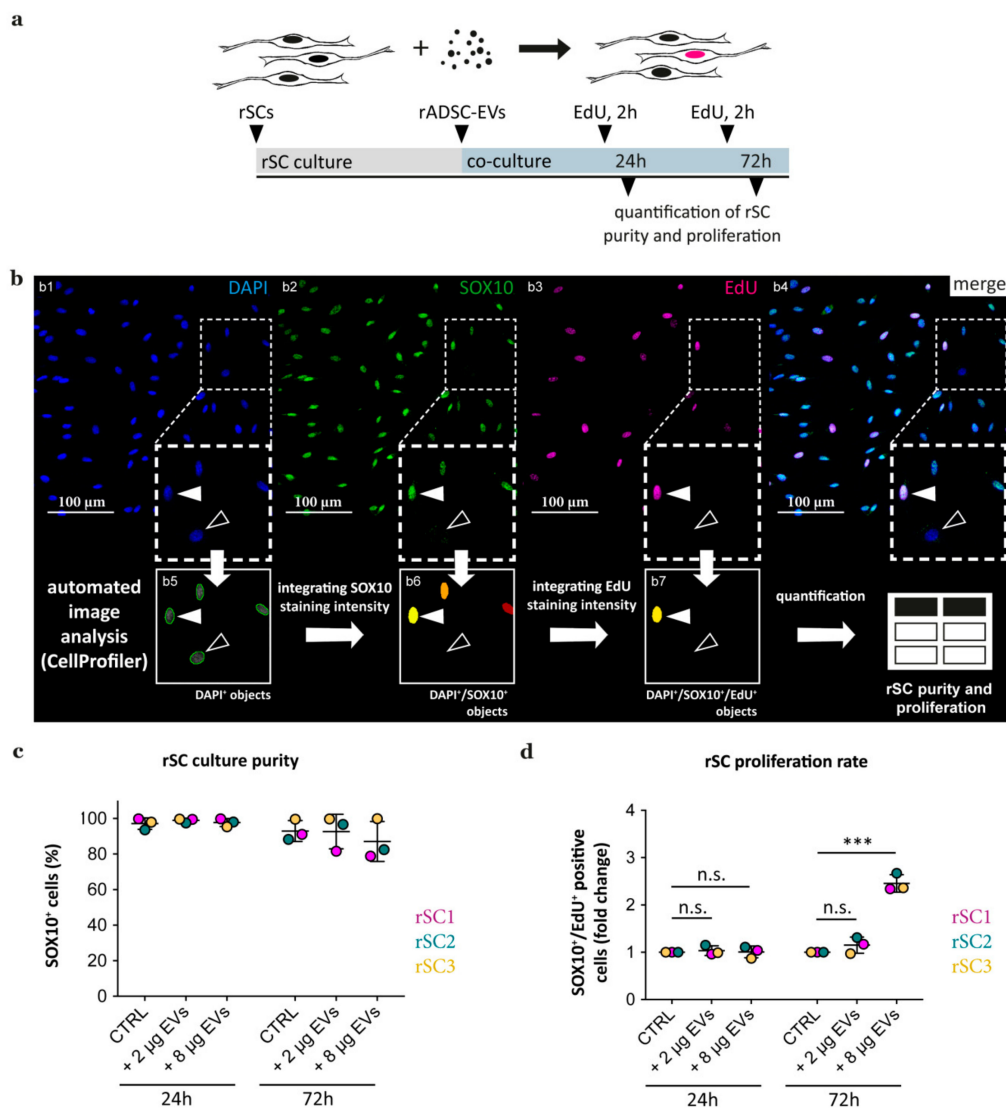 a
+
rSCs
rADSC-EVs
EdU, 2h
EdU, 2h
rSC culture
co-culture
24h
72h
quantification of rSC
purity and proliferation
b
b1
DAPI
b2
SOX10
b3
EdU
b4
merge
100 µm
100 µm
100 µm
100 µm
automated
image
analysis
(CellProfiler)
b5
DAPI⁺ objects
integrating SOX10
staining intensity
b6
DAPI⁺/SOX10⁺
objects
integrating EdU
staining intensity
b7
DAPI⁺/SOX10⁺/EdU⁺
objects
quantification
rSC purity and
proliferation
c
rSC culture purity
SOX10⁺ cells (%)
100
80
60
40
20
0
CTRL
+ 2 µg EVs
+ 8 µg EVs
CTRL
+ 2 µg EVs
+ 8 µg EVs
24h
72h
rSC1
rSC2
rSC3
d
rSC proliferation rate
SOX10⁺/EdU⁺ positive
cells (fold change)
4
3
2
1
0
n.s.
n.s.
n.s.
***
CTRL
+ 2 µg EVs
+ 8 µg EVs
CTRL
+ 2 µg EVs
+ 8 µg EVs
24h
72h
rSC1
rSC2
rSC3